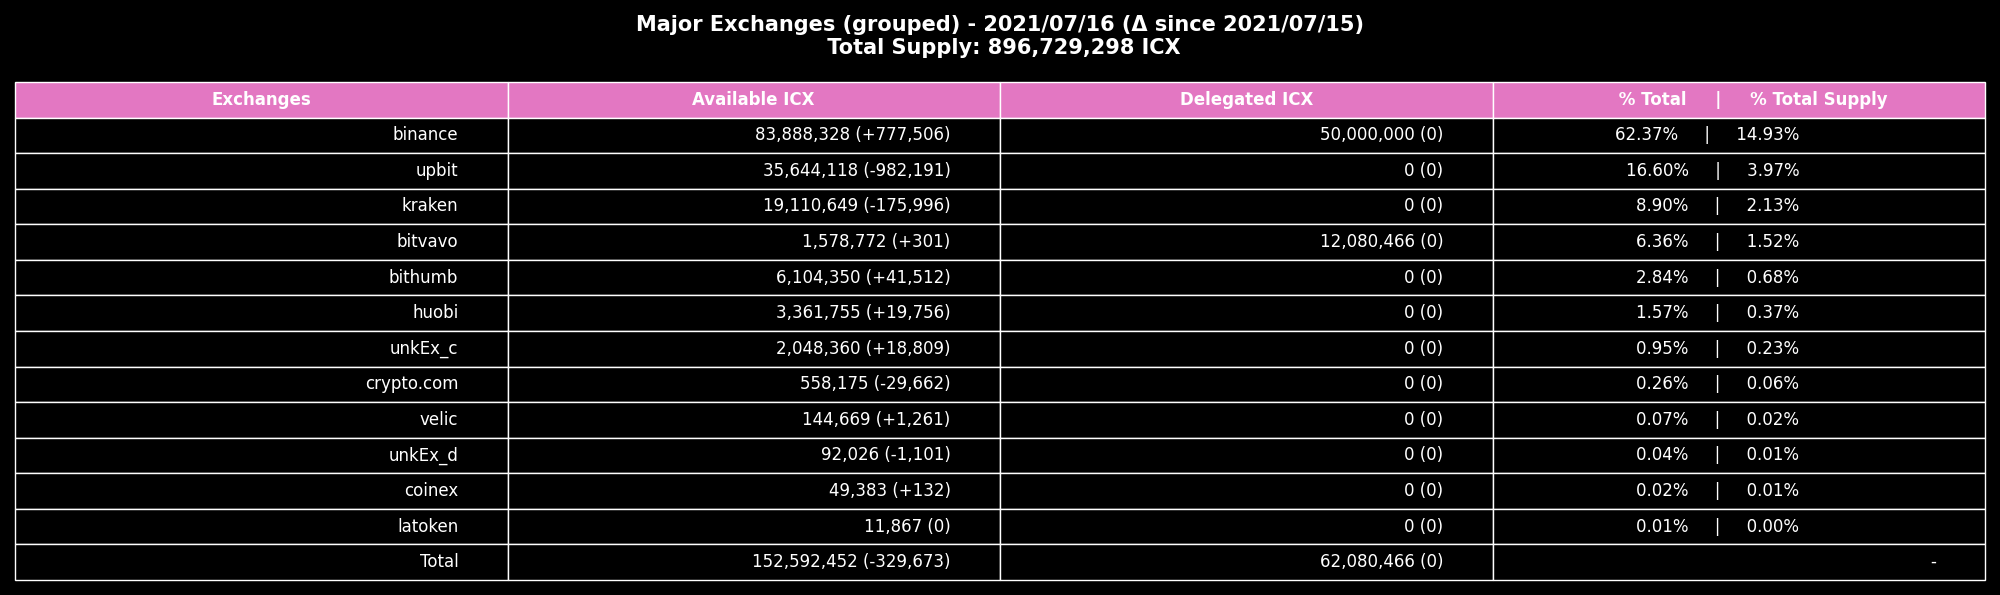 Major Exchanges (grouped) - 2021/07/16 (Δ since 2021/07/15)
Total Supply: 896,729,298 ICX
Exchanges Available ICX Delegated ICX % Total | % Total Supply
binance 83,888,328 (+777,506) 50,000,000 (0) 62.37% | 14.93%
upbit 35,644,118 (-982,191) 0 (0) 16.60% | 3.97%
kraken 19,110,649 (-175,996) 0 (0) 8.90% | 2.13%
bitvavo 1,578,772 (+301) 12,080,466 (0) 6.36% | 1.52%
bithumb 6,104,350 (+41,512) 0 (0) 2.84% | 0.68%
huobi 3,361,755 (+19,756) 0 (0) 1.57% | 0.37%
unkEx_c 2,048,360 (+18,809) 0 (0) 0.95% | 0.23%
crypto.com 558,175 (-29,662) 0 (0) 0.26% | 0.06%
velic 144,669 (+1,261) 0 (0) 0.07% | 0.02%
unkEx_d 92,026 (-1,101) 0 (0) 0.04% | 0.01%
coinex 49,383 (+132) 0 (0) 0.02% | 0.01%
latoken 11,867 (0) 0 (0) 0.01% | 0.00%
Total 152,592,452 (-329,673) 62,080,466 (0) -